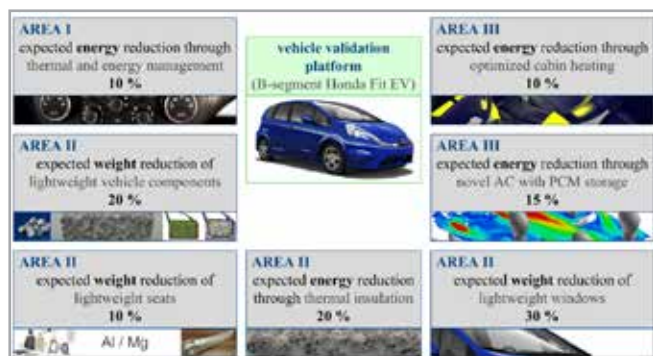 AREA I
expected energy reduction through
thermal and energy management
10 %
vehicle validation
platform
(B-segment Honda Fit EV)
AREA III
expected energy reduction through
optimized cabin heating
10 %
AREA II
expected weight reduction of
lightweight vehicle components
20 %
AREA III
expected energy reduction through
novel AC with PCM storage
15 %
AREA II
expected weight reduction of
lightweight seats
10 %
Al / Mg
AREA II
expected energy reduction
through thermal insulation
20 %
AREA II
expected weight reduction of
lightweight windows
30 %